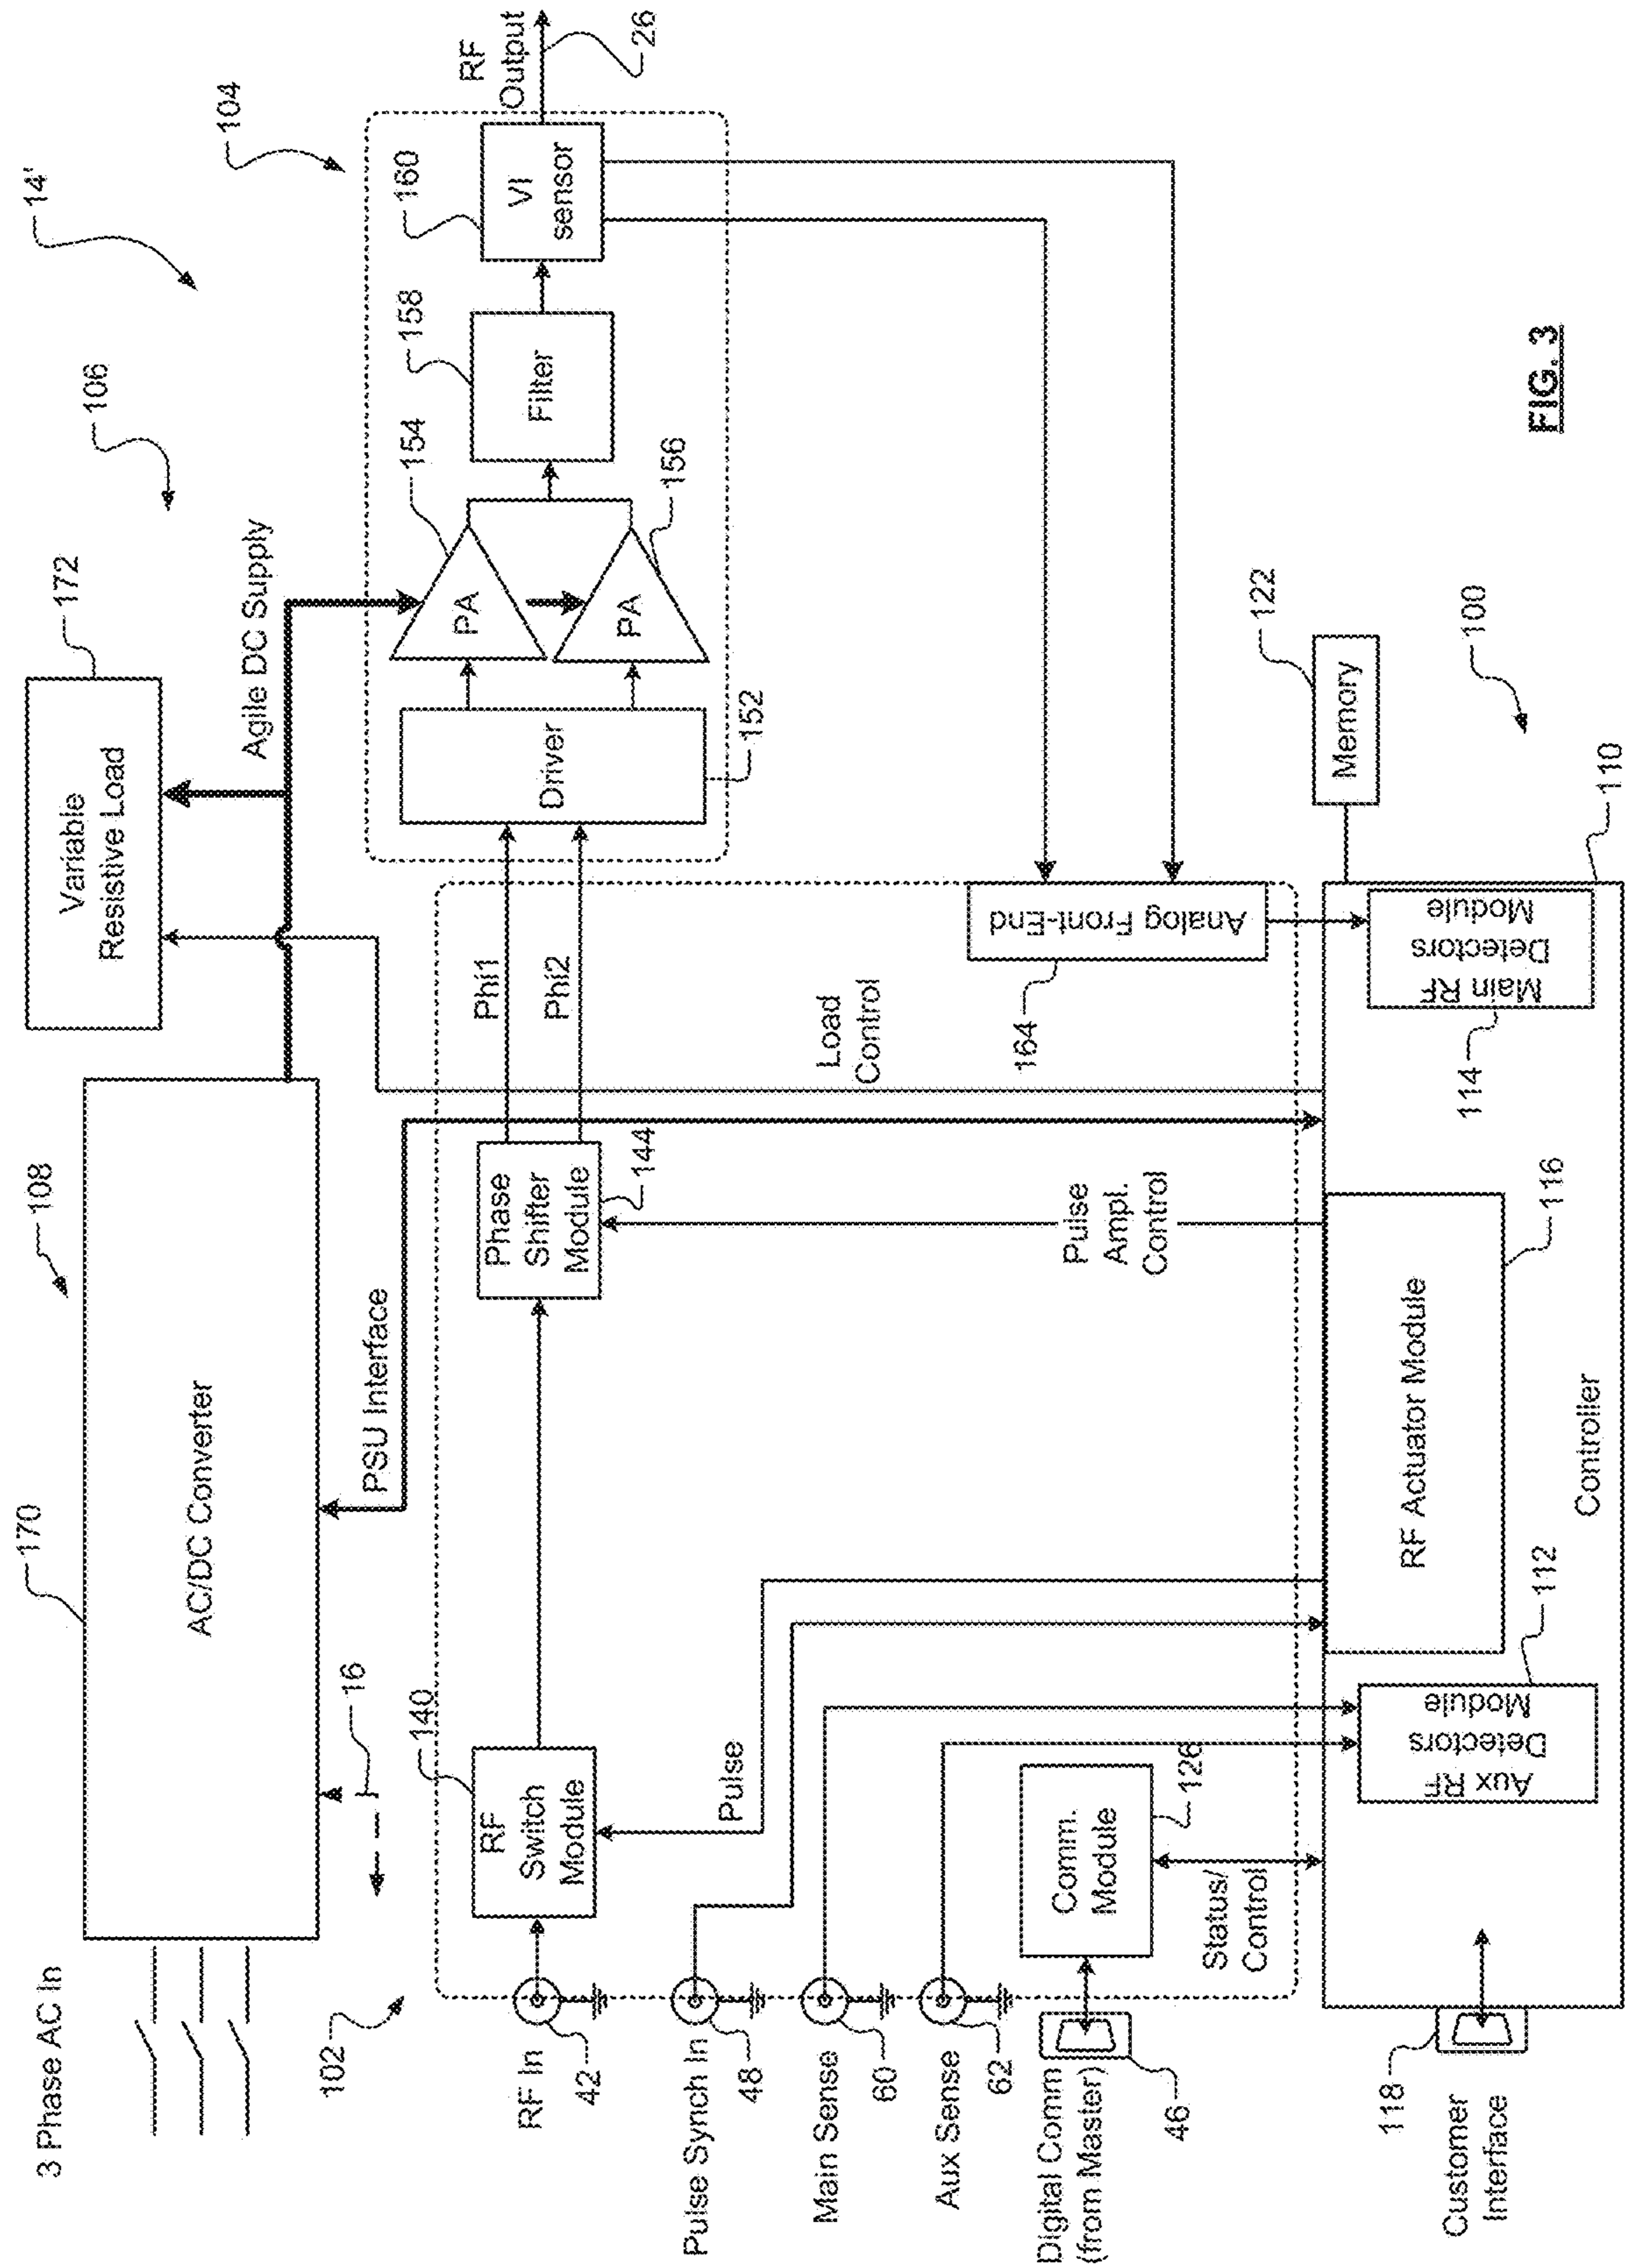 3 Phase AC In
170
AC/DC Converter
108
16
172
Variable
Resistive Load
106
14'
104
Agile DC Supply
PSU Interface
102
RF In
42
140
RF
Switch
Module
Phase
Shifter
Module
144
Phi1
Phi2
Driver
152
PA
154
PA
156
Filter
158
VI
sensor
160
RF
Output
26
Pulse Synch In
48
Pulse
Main Sense
60
Aux Sense
62
Digital Comm
(from Master)
46
Comm.
Module
126
Status/
Control
Pulse
Ampl.
Control
Load
Control
Analog Front-End
164
Customer
Interface
118
Aux RF
Detectors
Module
112
RF Actuator Module
116
Controller
Main RF
Detectors
Module
114
110
Memory
122
100
FIG. 3